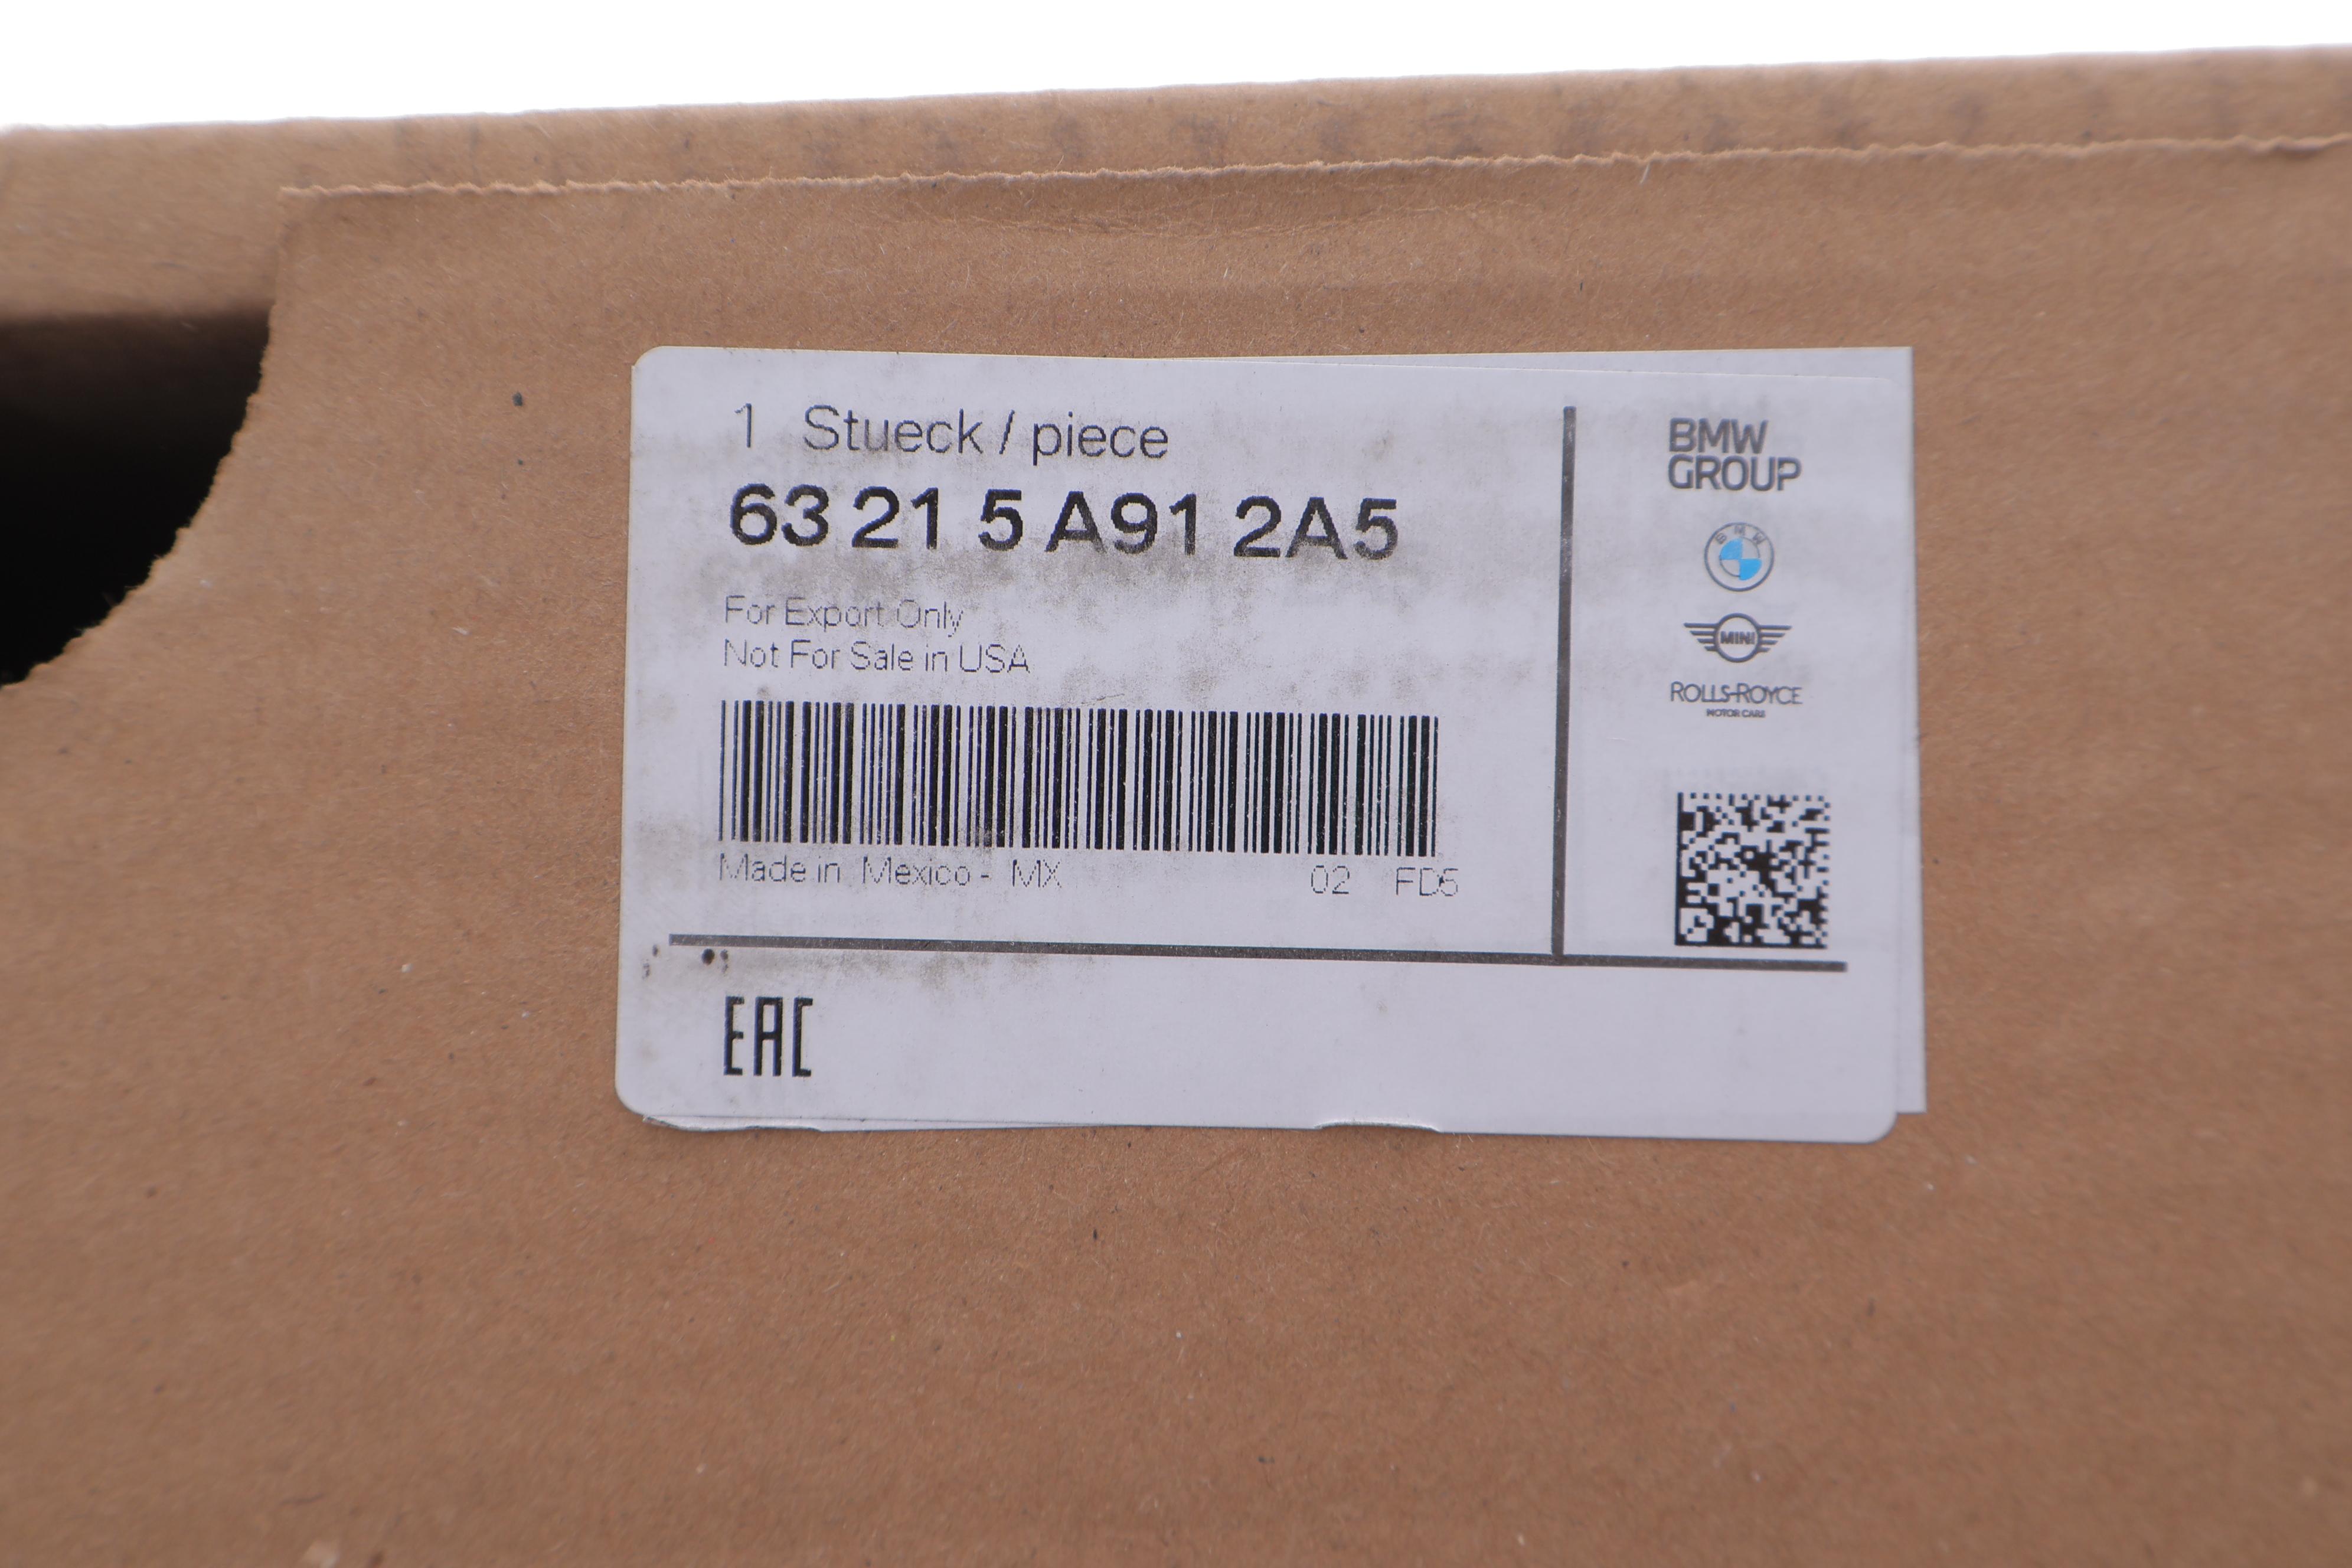 1 Stueck / piece
63 21 5 A91 2A5
For Export Only
Not For Sale in USA
Made in Mexico - MX 02 FD5
EAC
BMW
GROUP
BMW
MINI
ROLLS-ROYCE
MOTOR CARS